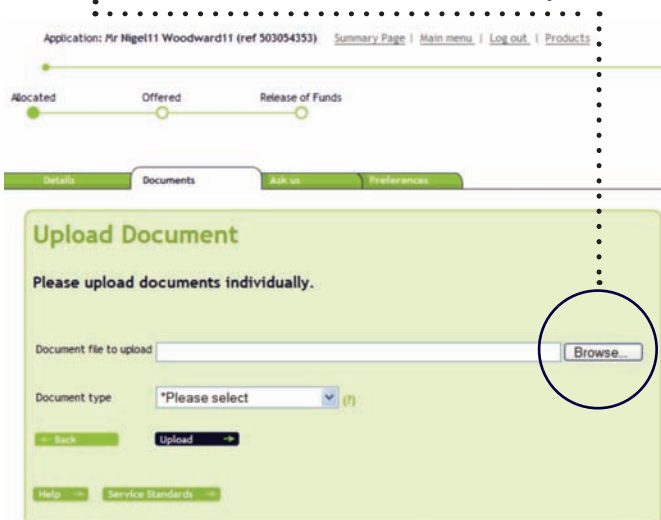 Application: Mr Nigel11 Woodward11 (ref 503054353) Summary Page | Main menu | Log out | Products
Allocated Offered Release of Funds
Details Documents Ask us Preferences
Upload Document
Please upload documents individually.
Document file to upload Browse...
Document type *Please select (?)
← Back Upload →
Help → Service Standards →